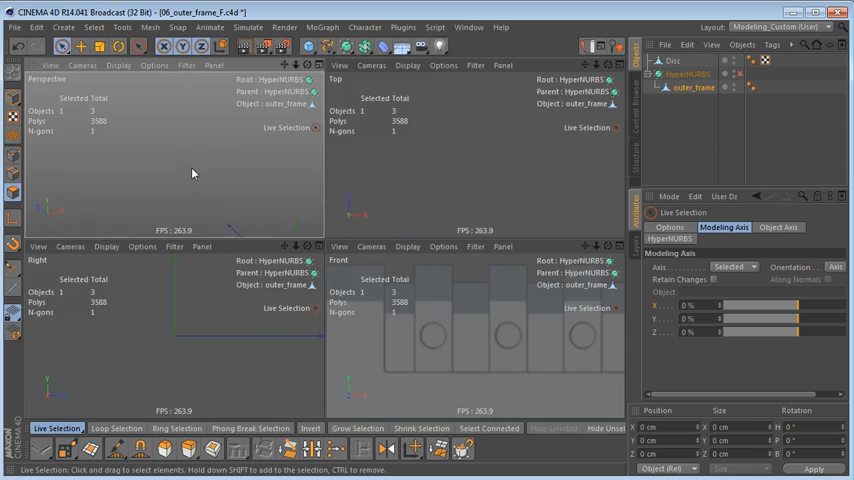 CINEMA 4D R14.041 Broadcast (32 Bit) - [06_outer_frame_F.c4d *]
File Edit Create Select Tools Mesh Snap Animate Simulate Render MoGraph Character Plugins Script Window Help Layout: Modeling_Custom (User)
File Edit View Objects Tags
View Cameras Display Options Filter Panel
View Cameras Display Options Filter Panel
Perspective
Root: HyperNURBS
Parent: HyperNURBS
Object: outer_frame
Selected Total
Objects 1 3
Polys 3588
N-gons 1
Live Selection
FPS : 263.9
Top
Root: HyperNURBS
Parent: HyperNURBS
Object: outer_frame
Selected Total
Objects 1 3
Polys 3588
N-gons 1
Live Selection
FPS : 263.9
View Cameras Display Options Filter Panel
View Cameras Display Options Filter Panel
Right
Root: HyperNURBS
Parent: HyperNURBS
Object: outer_frame
Selected Total
Objects 1 3
Polys 3588
N-gons 1
Live Selection
FPS : 263.9
Front
Root: HyperNURBS
Parent: HyperNURBS
Object: outer_frame
Selected Total
Objects 1 3
Polys 3588
N-gons 1
Live Selection
FPS : 263.9
Disc
HyperNURBS
outer_frame
Objects
Content Browser
Structure
Attributes
Layers
Mode Edit User Da
Live Selection
Options Modeling Axis Object Axis
HyperNURBS
Modeling Axis
Axis Selected Orientation Axis
Retain Changes Along Normals
Object
X 0 %
Y 0 %
Z 0 %
Position Size Rotation
X 0 cm X 0 cm H 0 °
Y 0 cm Y 0 cm P 0 °
Z 0 cm Z 0 cm B 0 °
Object (Rel) Size Apply
Live Selection Loop Selection Ring Selection Phong Break Selection Invert Grow Selection Shrink Selection Select Connected Hide Selected Hide Unsel
MAXON CINEMA 4D
Live Selection: Click and drag to select elements. Hold down SHIFT to add to the selection, CTRL to remove.